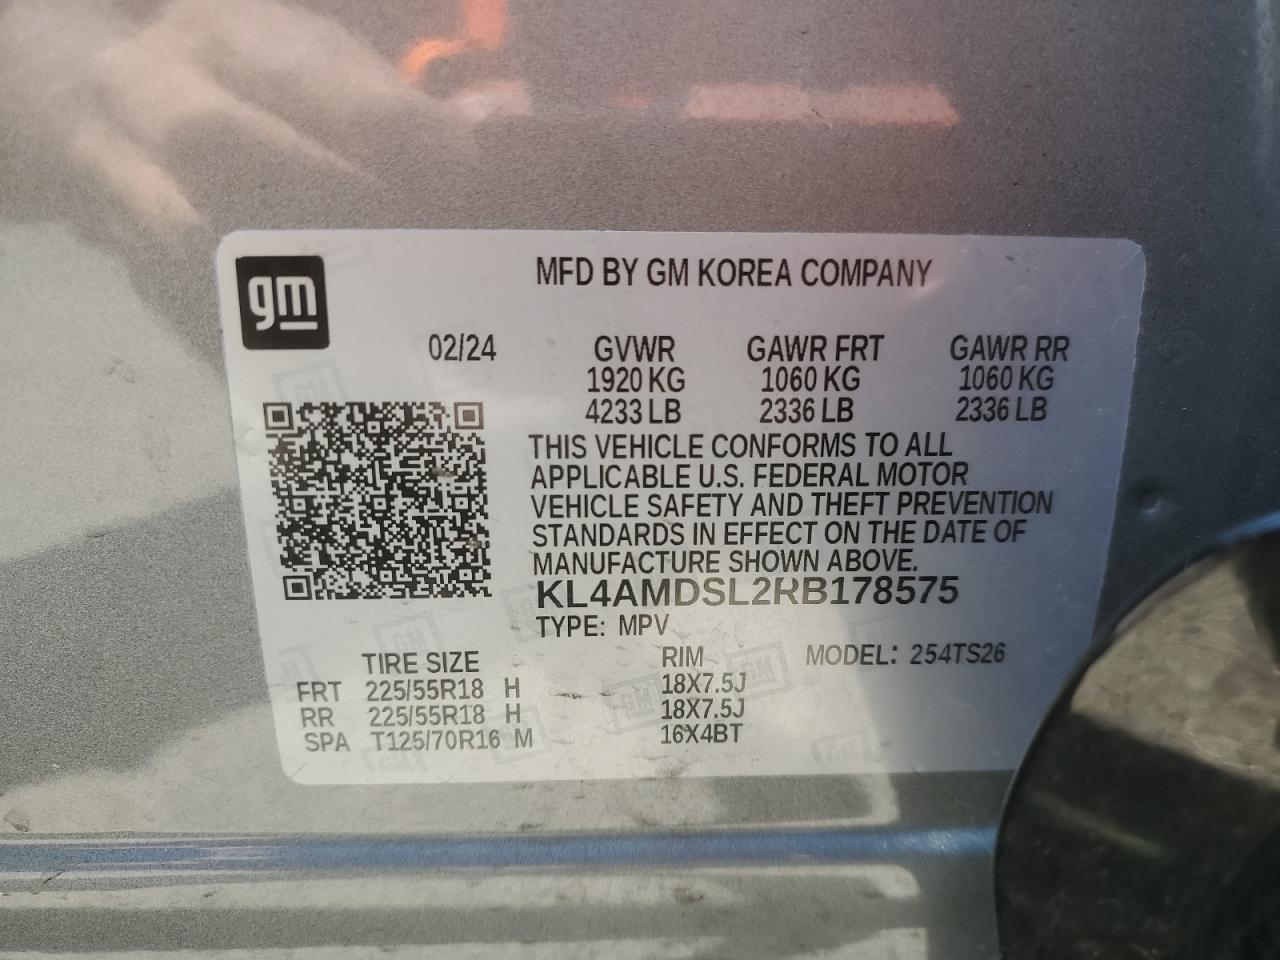 gm
MFD BY GM KOREA COMPANY
02/24 GVWR GAWR FRT GAWR RR
1920 KG 1060 KG 1060 KG
4233 LB 2336 LB 2336 LB
THIS VEHICLE CONFORMS TO ALL
APPLICABLE U.S. FEDERAL MOTOR
VEHICLE SAFETY AND THEFT PREVENTION
STANDARDS IN EFFECT ON THE DATE OF
MANUFACTURE SHOWN ABOVE.
KL4AMDSL2RB178575
TYPE: MPV
TIRE SIZE RIM MODEL: 254TS26
FRT 225/55R18 H 18X7.5J
RR 225/55R18 H 18X7.5J
SPA T125/70R16 M 16X4BT